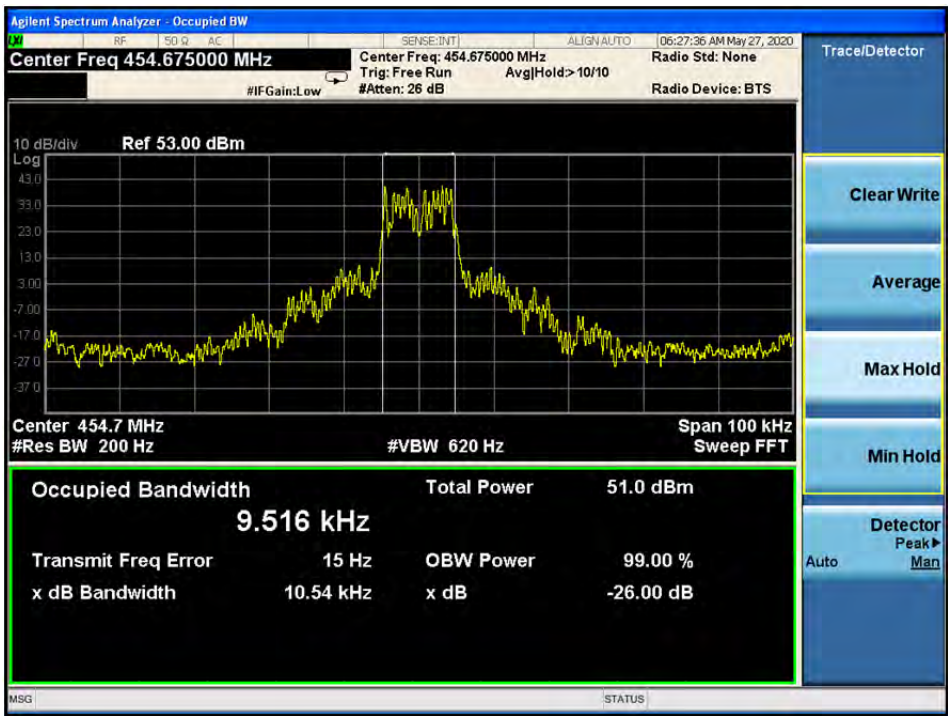 Agilent Spectrum Analyzer - Occupied BW
LXI RF 50 Ω AC SENSE:INT ALIGN AUTO 06:27:36 AM May 27, 2020
Center Freq 454.675000 MHz
Center Freq: 454.675000 MHz Radio Std: None
Trig: Free Run Avg|Hold:>10/10
#IFGain:Low #Atten: 26 dB Radio Device: BTS
Trace/Detector
10 dB/div Ref 53.00 dBm
Log
43.0
33.0
23.0
13.0
3.00
-7.00
-17.0
-27.0
-37.0
Center 454.7 MHz Span 100 kHz
#Res BW 200 Hz #VBW 620 Hz Sweep FFT
Occupied Bandwidth Total Power 51.0 dBm
9.516 kHz
Transmit Freq Error 15 Hz OBW Power 99.00 %
x dB Bandwidth 10.54 kHz x dB -26.00 dB
Clear Write
Average
Max Hold
Min Hold
Detector
Peak▶
Auto Man
MSG STATUS